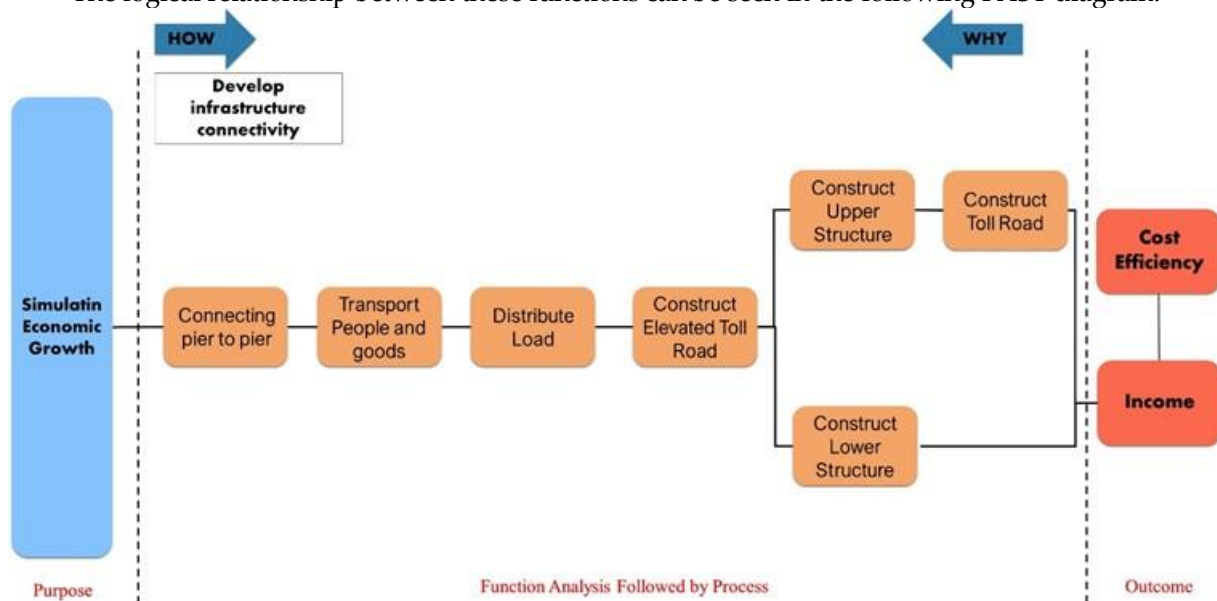 The logical relationship between these functions can be seen in the following FAST diagram:
HOW
WHY
Develop
infrastructure
connectivity
Simulatin
Economic
Growth
Connecting
pier to pier
Transport
People and
goods
Distribute
Load
Construct
Elevated Toll
Road
Construct
Upper
Structure
Construct
Toll Road
Construct
Lower
Structure
Cost
Efficiency
Income
Purpose
Function Analysis Followed by Process
Outcome